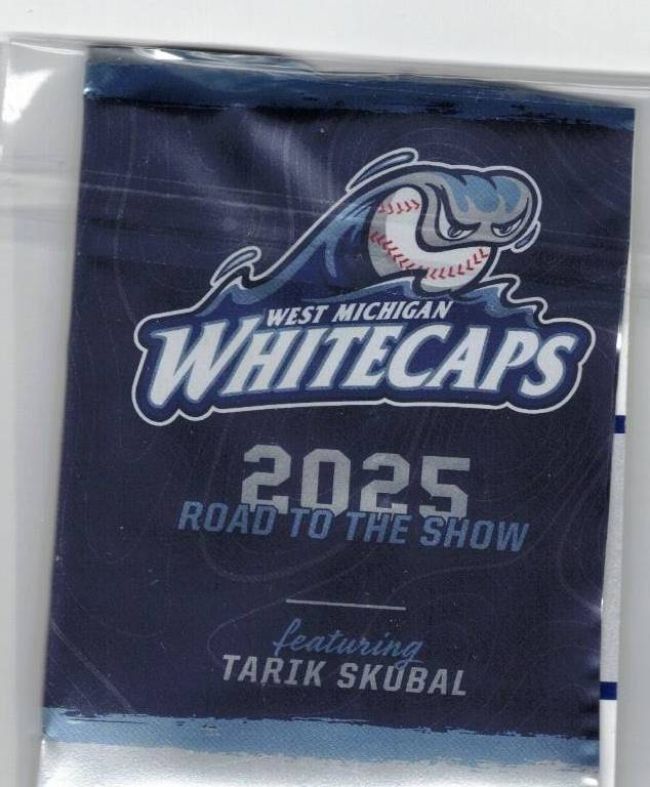 WEST MICHIGAN
WHITECAPS
2025
ROAD TO THE SHOW
featuring
TARIK SKUBAL